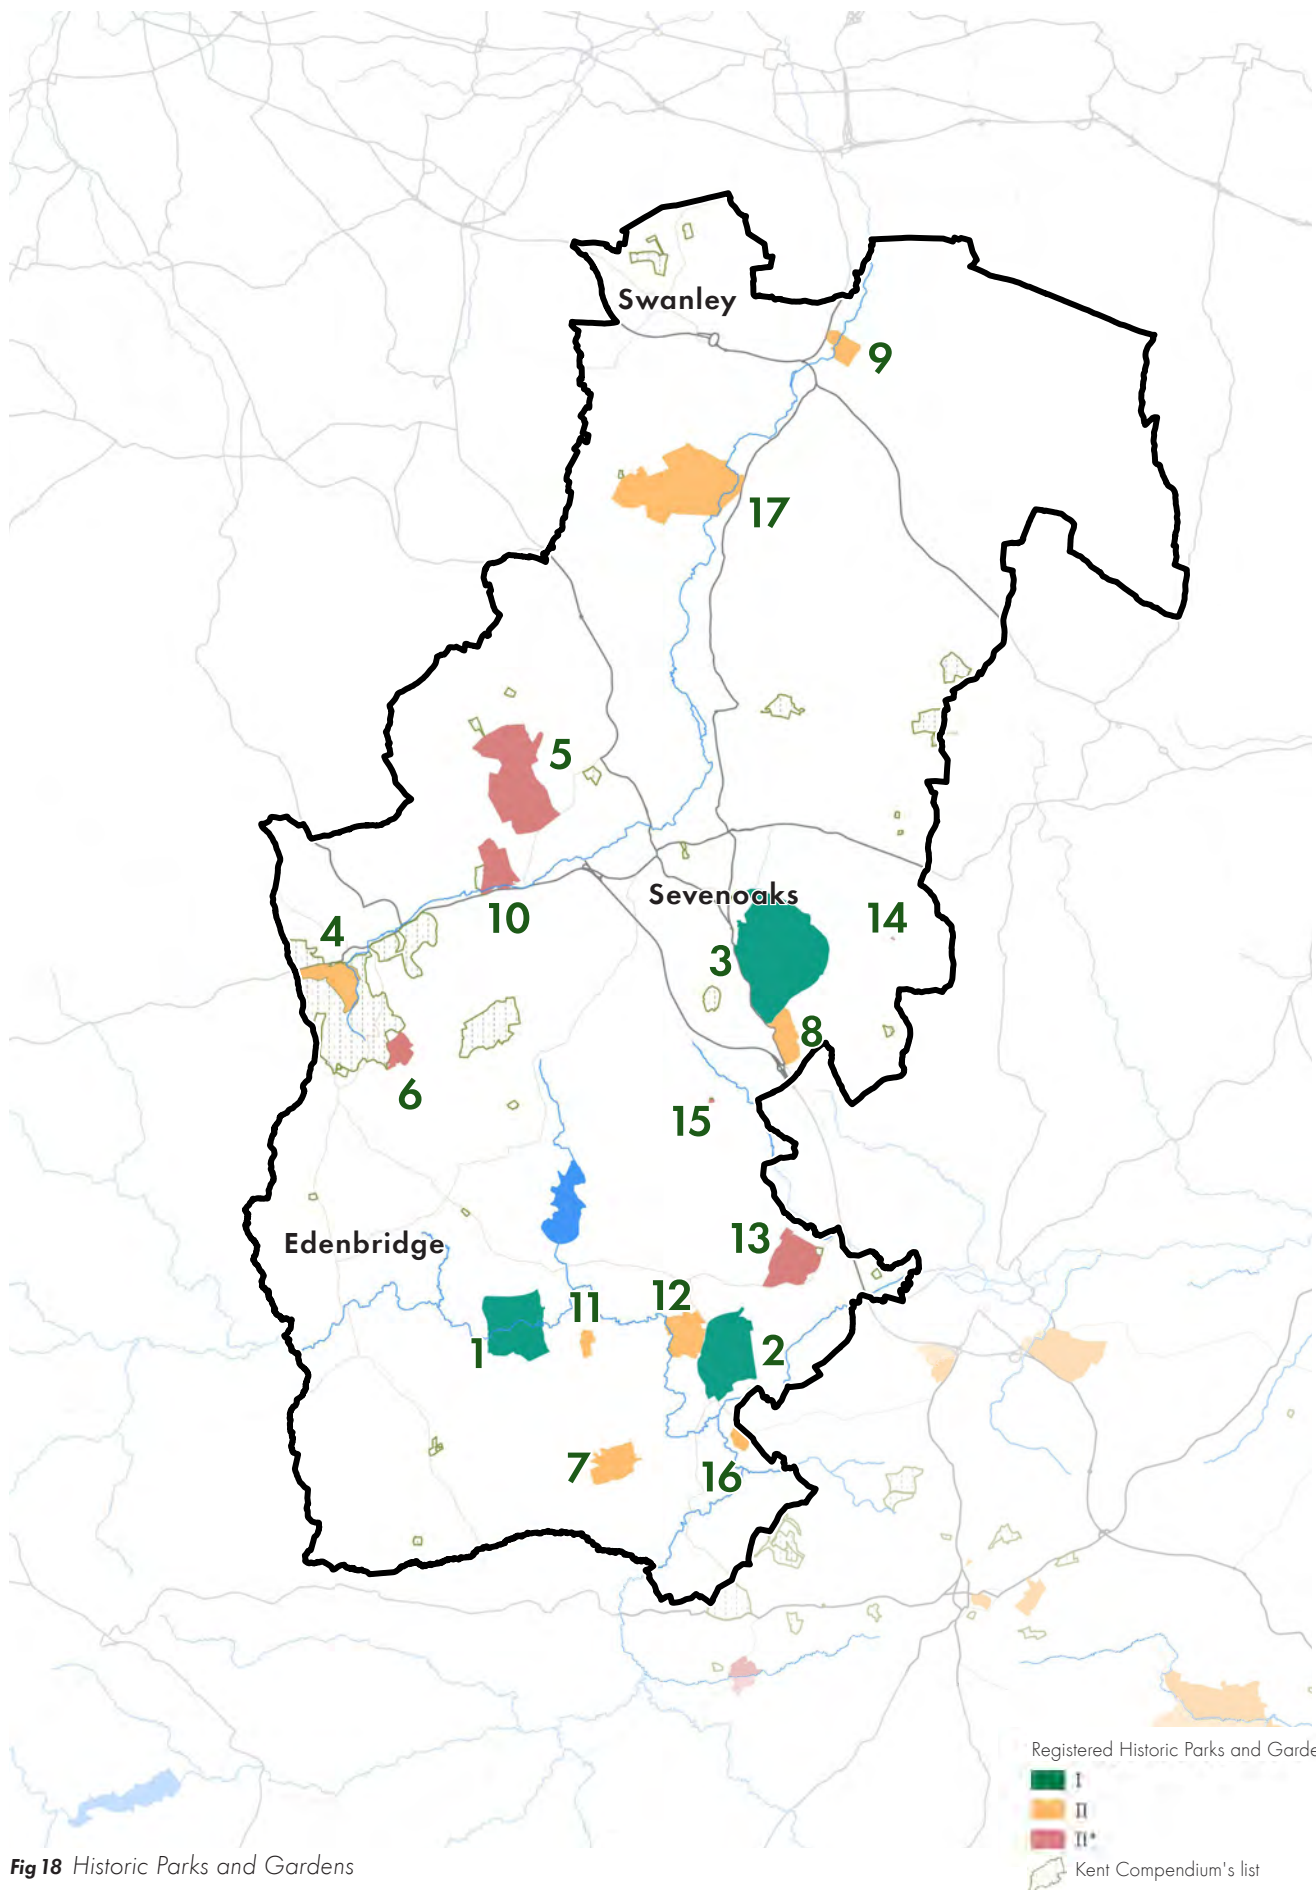 Swanley
9
17
5
Sevenoaks
14
4
10
3
8
6
15
13
Edenbridge
11
12
1
2
7
16
Registered Historic Parks and Garde
I
II
II*
Kent Compendium's list
Fig 18 Historic Parks and Gardens